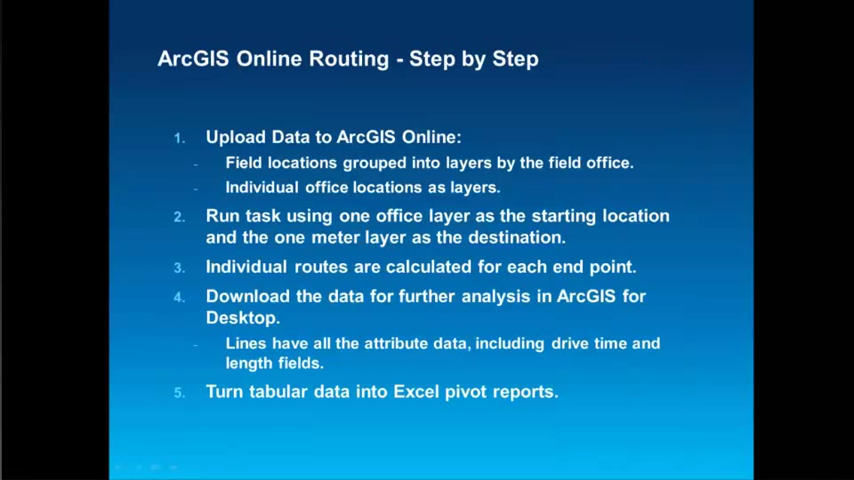 ArcGIS Online Routing - Step by Step
1. Upload Data to ArcGIS Online:
- Field locations grouped into layers by the field office.
- Individual office locations as layers.
2. Run task using one office layer as the starting location
and the one meter layer as the destination.
3. Individual routes are calculated for each end point.
4. Download the data for further analysis in ArcGIS for
Desktop.
- Lines have all the attribute data, including drive time and
length fields.
5. Turn tabular data into Excel pivot reports.